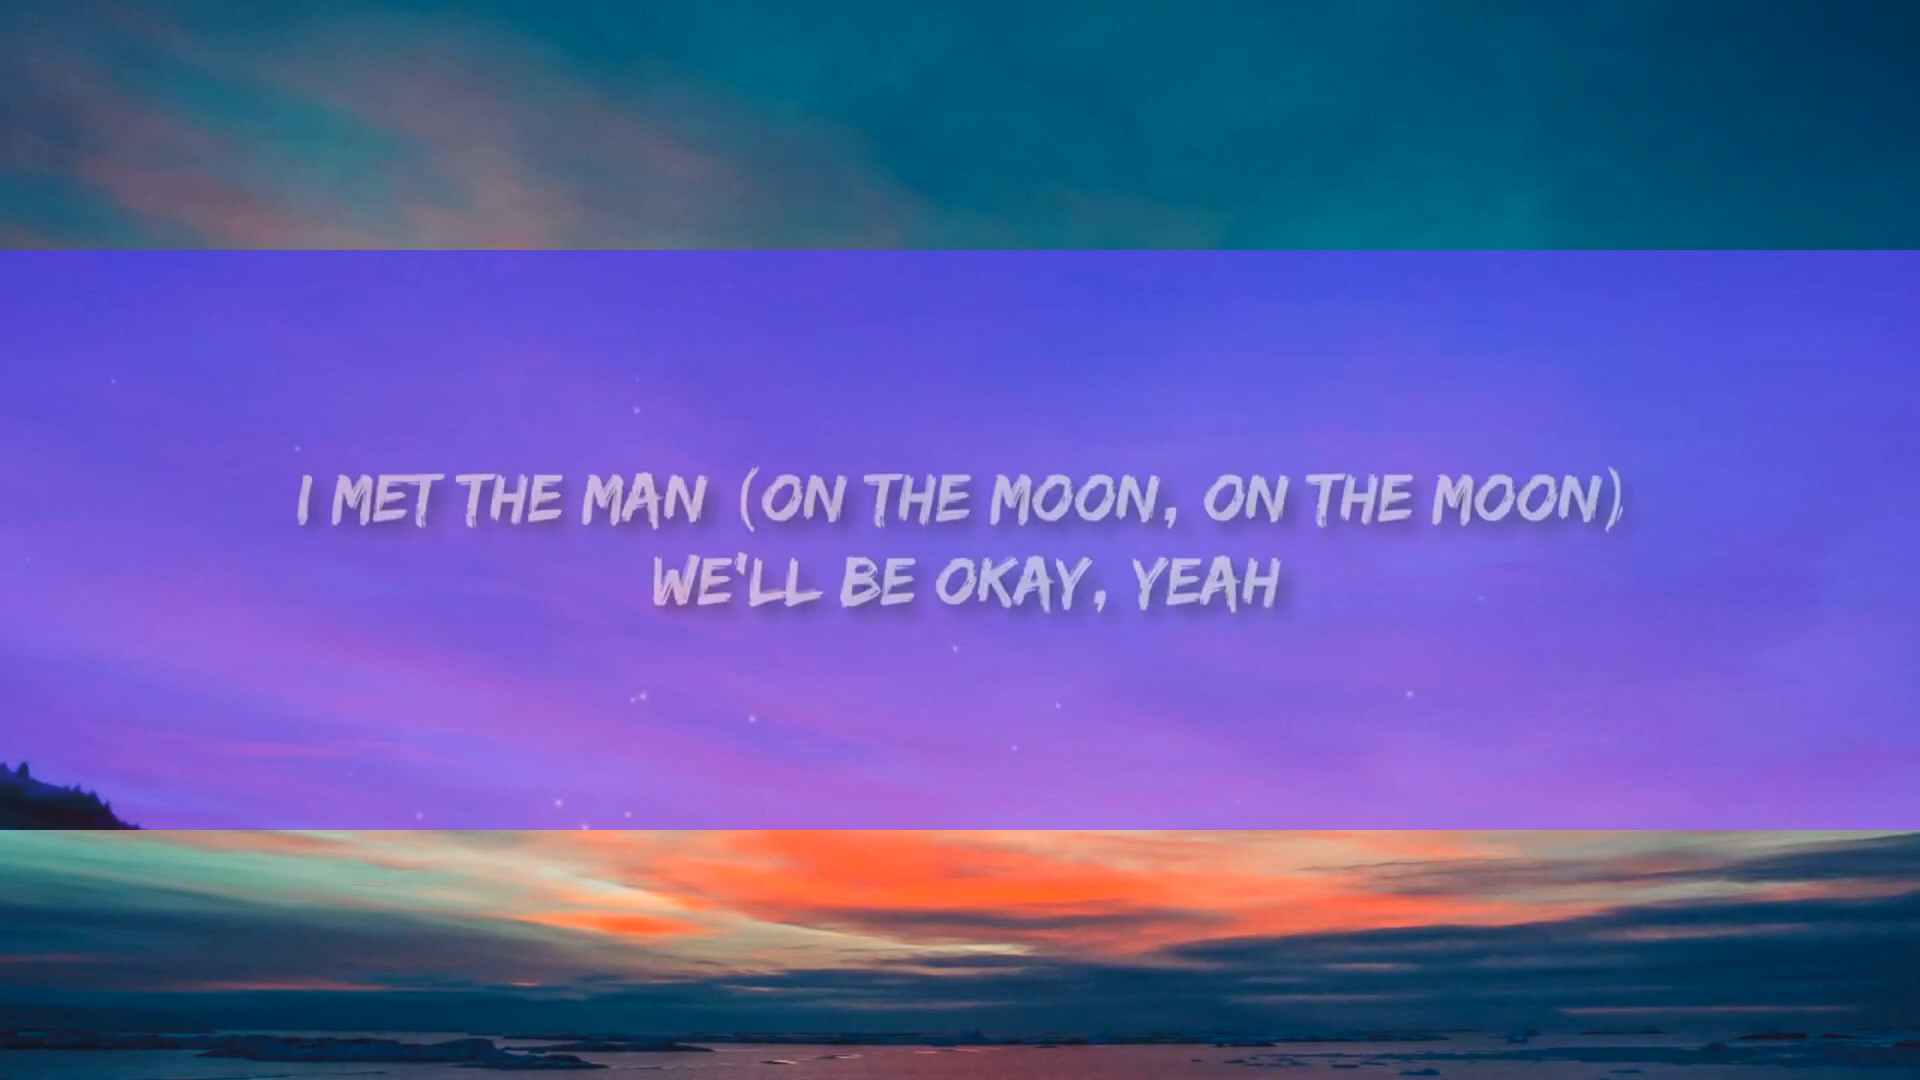 I MET THE MAN (ON THE MOON, ON THE MOON)
WE'LL BE OKAY, YEAH